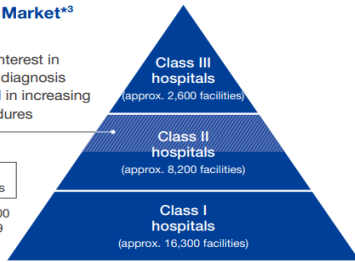 Market*3
nterest in
diagnosis
in increasing
dures
Class III
hospitals
(approx. 2,600 facilities)
Class II
hospitals
(approx. 8,200 facilities)
Class I
hospitals
(approx. 16,300 facilities)
s
00
9